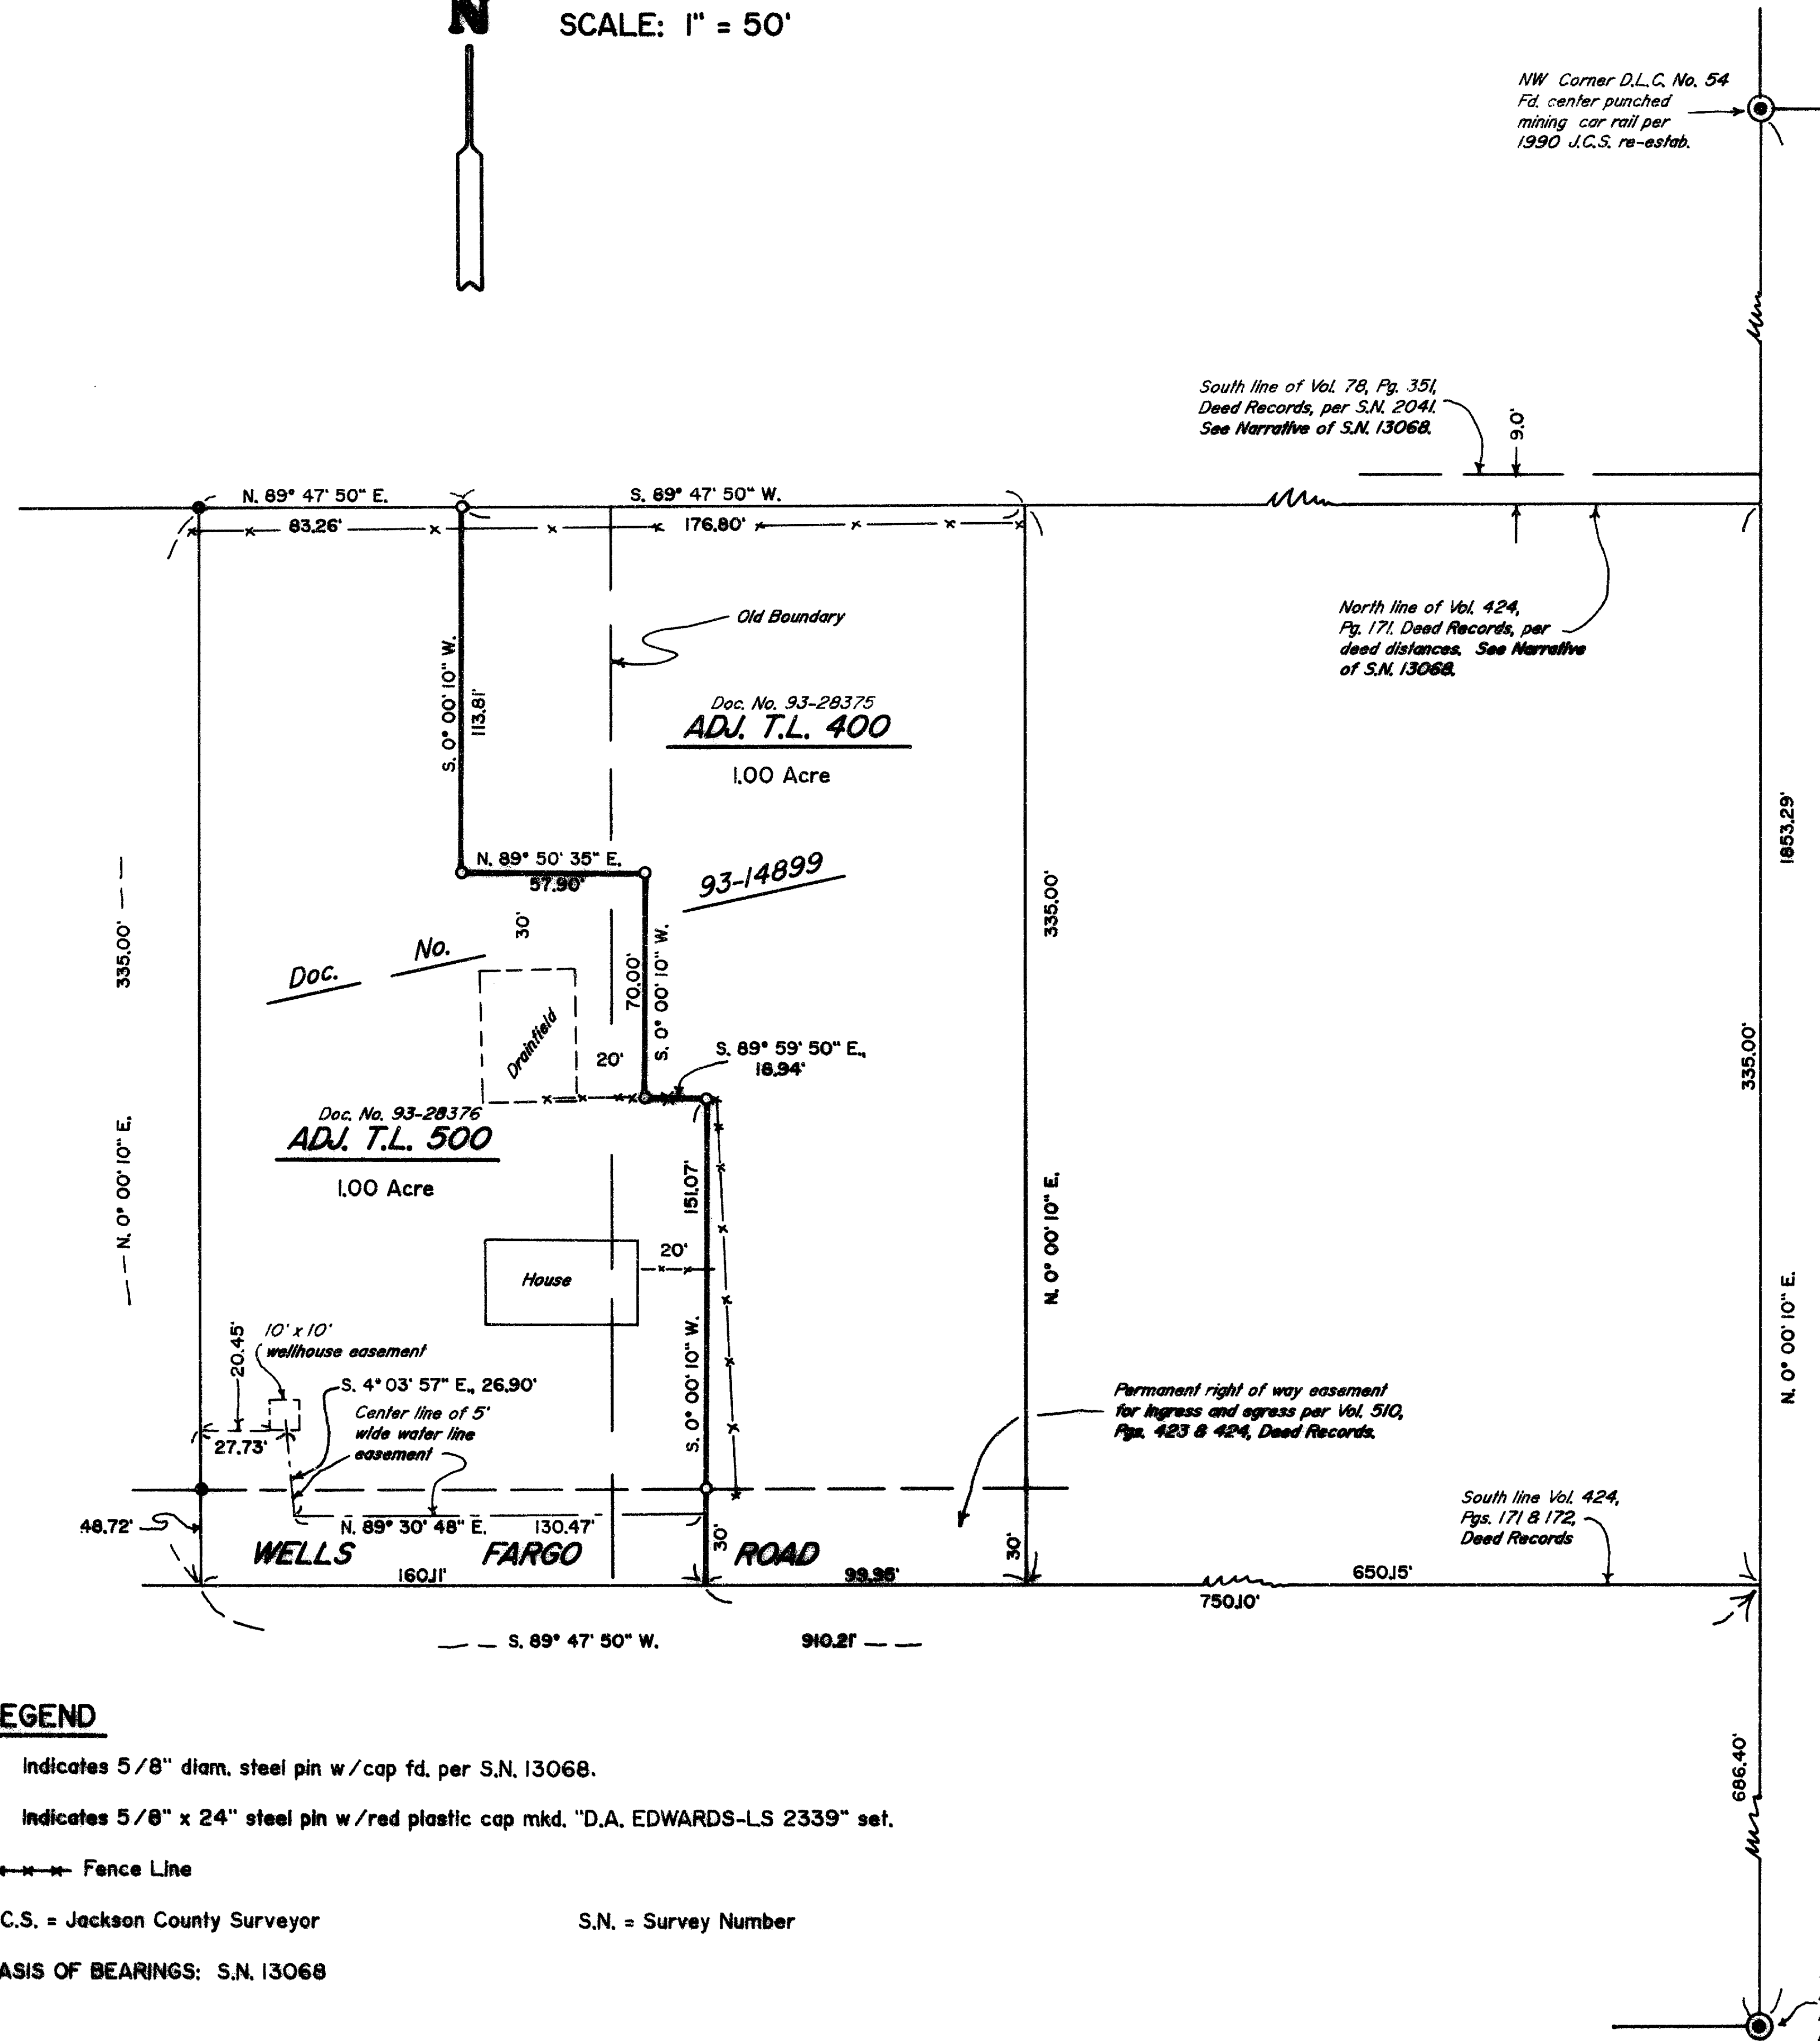 N
SCALE: 1" = 50'
NW Corner D.L.C. No. 54
Fd. center punched
mining car rail per
1990 J.C.S. re-estab.
South line of Vol. 78, Pg. 351,
Deed Records, per S.N. 2041.
See Narrative of S.N. 13068.
9.0'
N. 89° 47' 50" E.
S. 89° 47' 50" W.
83.26'
176.80'
North line of Vol. 424,
Pg. 171. Deed Records, per
deed distances. See Narrative
of S.N. 13068.
Old Boundary
S. 0° 00' 10" W.
113.81'
Doc. No. 93-28375
ADJ. T.L. 400
1.00 Acre
1853.29'
N. 89° 50' 35" E.
57.90'
93-14899
335.00'
335.00'
30'
Doc. No.
70.00'
S. 0° 00' 10" W.
Drainfield
20'
S. 89° 59' 50" E.,
18.94'
335.00'
Doc. No. 93-28376
ADJ. T.L. 500
1.00 Acre
N. 0° 00' 10" E.
151.07'
N. 0° 00' 10" E.
20'
House
N. 0° 00' 10" E.
20.45'
10' x 10'
wellhouse easement
S. 4° 03' 57" E., 26.90'
Center line of 5'
wide water line
easement
27.73'
S. 0° 00' 10" W.
Permanent right of way easement
for ingress and egress per Vol. 510,
Pgs. 423 & 424, Deed Records.
South line Vol. 424,
Pgs. 171 & 172,
Deed Records
48.72'
N. 89° 30' 48" E. 130.47'
30'
30'
WELLS FARGO ROAD
160.11'
99.95'
650.15'
750.10'
S. 89° 47' 50" W. 910.21'
686.40'
EGEND
Indicates 5/8" diam. steel pin w/cap fd. per S.N. 13068.
Indicates 5/8" x 24" steel pin w/red plastic cap mkd. "D.A. EDWARDS-LS 2339" set.
Fence Line
C.S. = Jackson County Surveyor
S.N. = Survey Number
ASIS OF BEARINGS: S.N. 13068